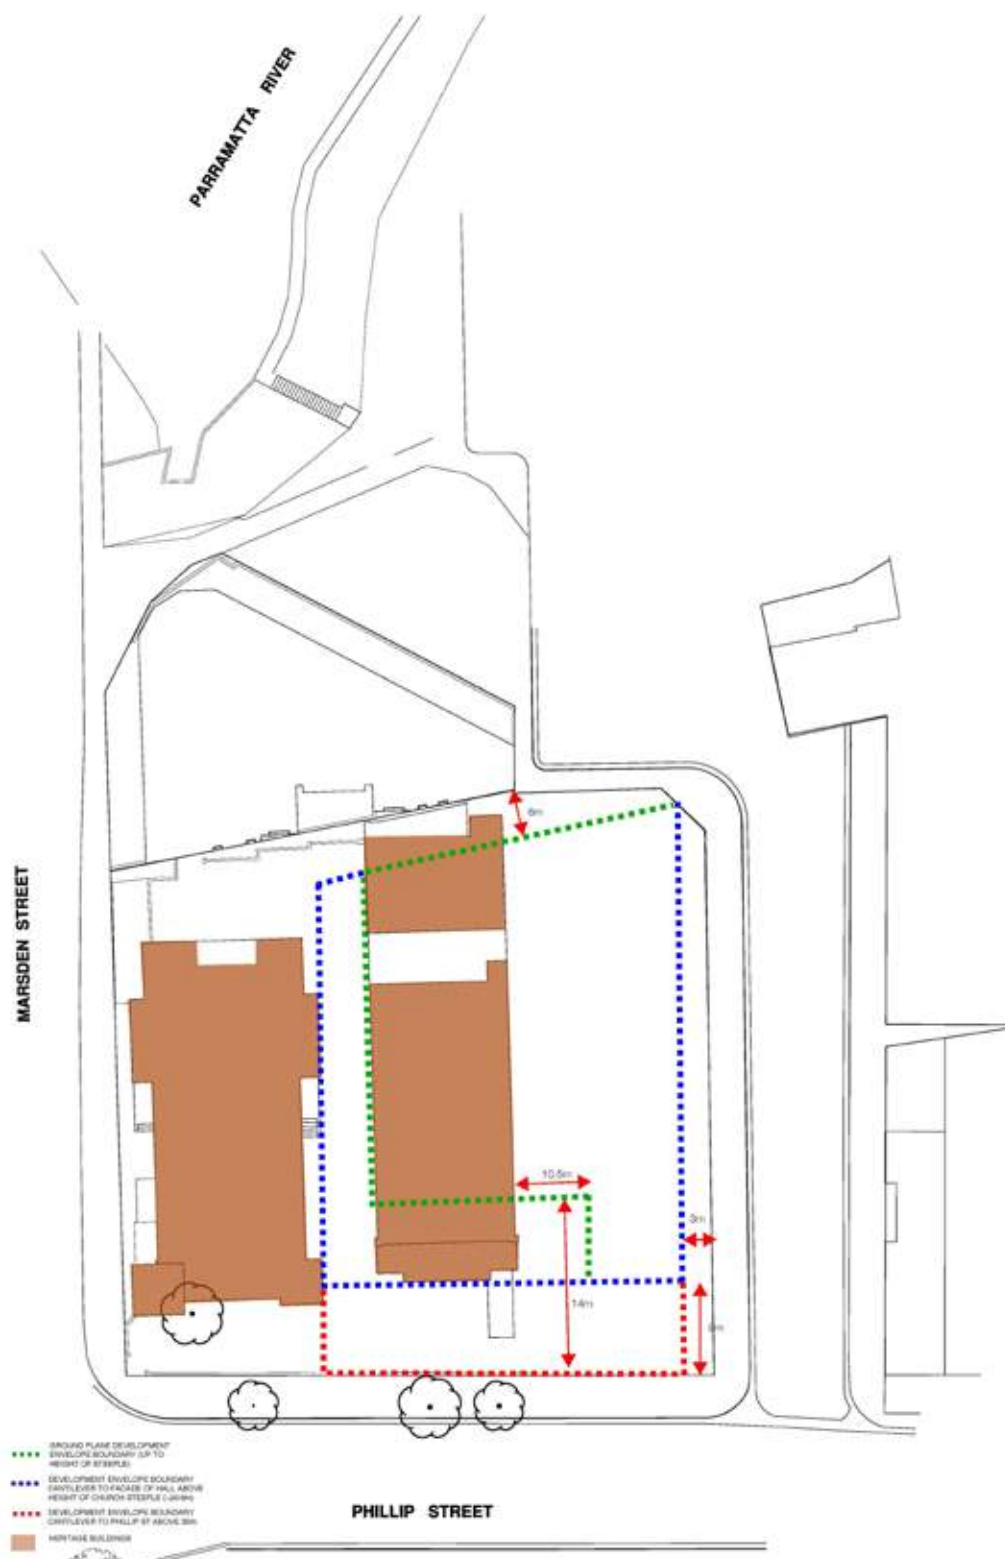 PARRAMATTA RIVER
6m
MARSDEN STREET
10.5m
3m
14m
GROUND PLANE DEVELOPMENT
ENVELOPE BOUNDARY (UP TO
HEIGHT OF STEEPLE)
DEVELOPMENT ENVELOPE BOUNDARY
CANTILEVER TO FACADE OF HALL ABOVE
HEIGHT OF CHURCH STEEPLE
DEVELOPMENT ENVELOPE BOUNDARY
CANTILEVER TO PHILLIP ST ABOVE
HERITAGE BUILDINGS
PHILLIP STREET